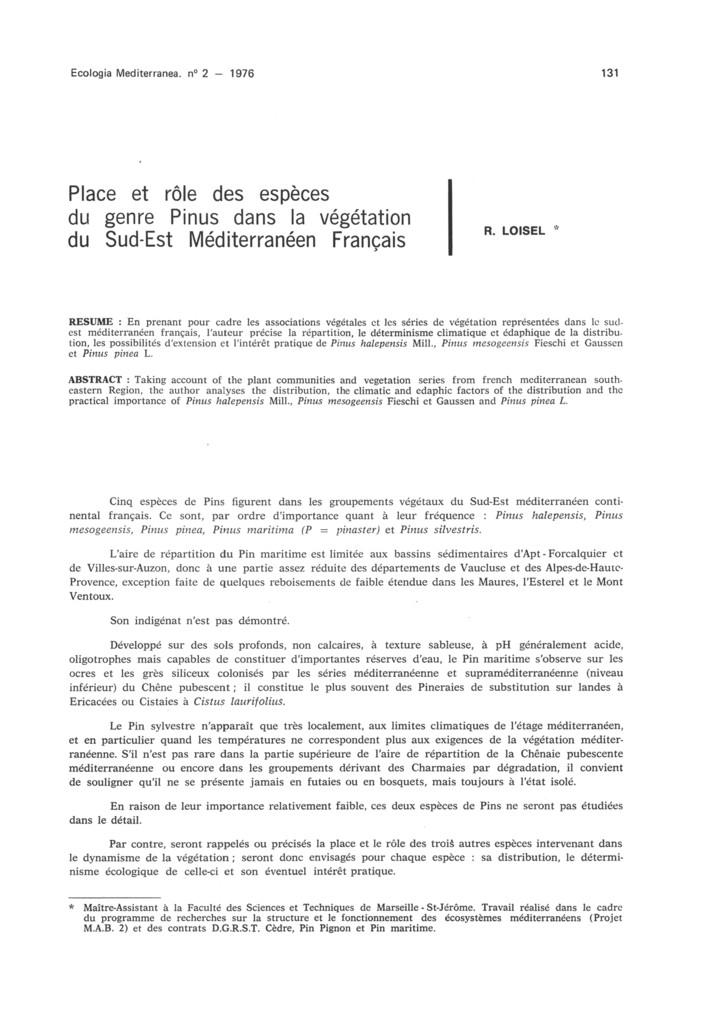 Ecologia Mediterranea. n° 2 — 1976 131
Place et rôle des espèces
du genre Pinus dans la végétation
du Sud-Est Méditerranéen Français
R. LOISEL *
RESUME : En prenant pour cadre les associations végétales et les séries de végétation représentées dans le sud-
est méditerranéen français, l'auteur précise la répartition, le déterminisme climatique et édaphique de la distribu-
tion, les possibilités d'extension et l'intérêt pratique de Pinus halepensis Mill., Pinus mesogeensis Fieschi et Gaussen
et Pinus pinea L.
ABSTRACT : Taking account of the plant communities and vegetation series from french mediterranean south-
eastern Region, the author analyses the distribution, the climatic and edaphic factors of the distribution and the
practical importance of Pinus halepensis Mill., Pinus mesogeensis Fieschi et Gaussen and Pinus pinea L.
Cinq espèces de Pins figurent dans les groupements végétaux du Sud-Est méditerranéen conti-
nental français. Ce sont, par ordre d'importance quant à leur fréquence : Pinus halepensis, Pinus
mesogeensis, Pinus pinea, Pinus maritima (P = pinaster) et Pinus silvestris.
L'aire de répartition du Pin maritime est limitée aux bassins sédimentaires d'Apt - Forcalquier et
de Villes-sur-Auzon, donc à une partie assez réduite des départements de Vaucluse et des Alpes-de-Haute-
Provence, exception faite de quelques reboisements de faible étendue dans les Maures, l'Esterel et le Mont
Ventoux.
Son indigénat n'est pas démontré.
Développé sur des sols profonds, non calcaires, à texture sableuse, à pH généralement acide,
oligotrophes mais capables de constituer d'importantes réserves d'eau, le Pin maritime s'observe sur les
ocres et les grès siliceux colonisés par les séries méditerranéenne et supraméditerranéenne (niveau
inférieur) du Chêne pubescent ; il constitue le plus souvent des Pineraies de substitution sur landes à
Ericacées ou Cistaies à Cistus laurifolius.
Le Pin sylvestre n'apparaît que très localement, aux limites climatiques de l'étage méditerranéen,
et en particulier quand les températures ne correspondent plus aux exigences de la végétation méditer-
ranéenne. S'il n'est pas rare dans la partie supérieure de l'aire de répartition de la Chênaie pubescente
méditerranéenne ou encore dans les groupements dérivant des Charmaies par dégradation, il convient
de souligner qu'il ne se présente jamais en futaies ou en bosquets, mais toujours à l'état isolé.
En raison de leur importance relativement faible, ces deux espèces de Pins ne seront pas étudiées
dans le détail.
Par contre, seront rappelés ou précisés la place et le rôle des trois autres espèces intervenant dans
le dynamisme de la végétation ; seront donc envisagés pour chaque espèce : sa distribution, le détermi-
nisme écologique de celle-ci et son éventuel intérêt pratique.
* Maître-Assistant à la Faculté des Sciences et Techniques de Marseille - St-Jérôme. Travail réalisé dans le cadre
du programme de recherches sur la structure et le fonctionnement des écosystèmes méditerranéens (Projet
M.A.B. 2) et des contrats D.G.R.S.T. Cèdre, Pin Pignon et Pin maritime.